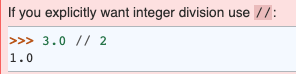 If you explicitly want integer division use //:
>>> 3.0 // 2
1.0